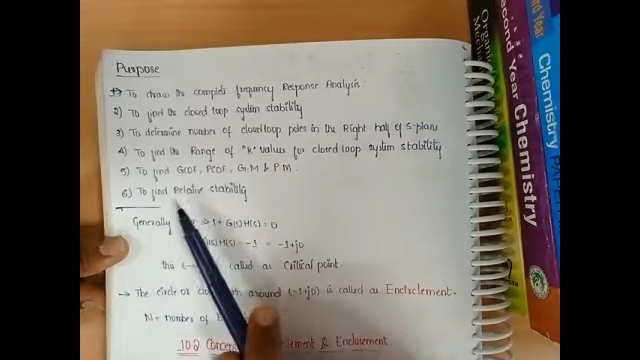 Purpose
1) To draw the complete frequency Response Analysis.
2) To find the closed loop system stability
3) To determine number of closed loop poles in the Right half of S-plane
4) To find the Range of "k" values for closed loop system stability.
5) To find GCOF, PCOF, G.M & P.M.
6) To find Relative stability
Generally ⇒ 1 + G(s)H(s) = 0
G(s)H(s) = -1 = -1+j0
this called as Critical point.
→ The circle or around (-1+j0) is called as Encirclement.
N = number of
10.2 & Enclosement
Organic
Second Year Chemistry
Chemistry